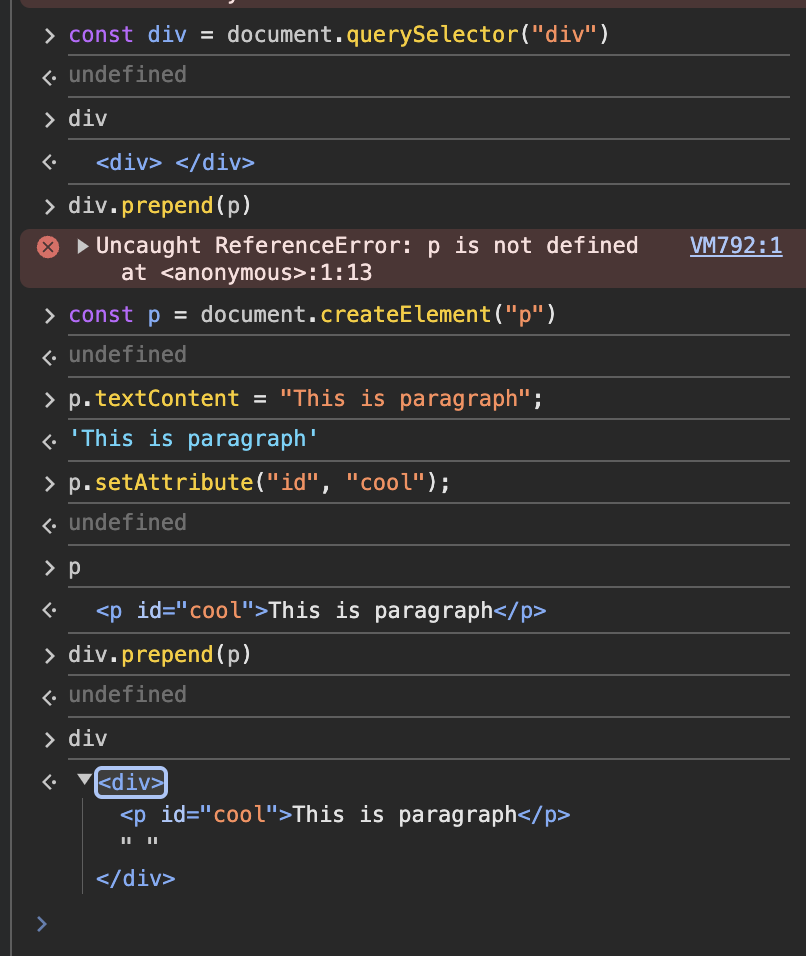 const div = document.querySelector("div")
undefined
div
<div> </div>
div.prepend(p)
Uncaught ReferenceError: p is not defined VM792:1
at <anonymous>:1:13
const p = document.createElement("p")
undefined
p.textContent = "This is paragraph";
'This is paragraph'
p.setAttribute("id", "cool");
undefined
p
<p id="cool">This is paragraph</p>
div.prepend(p)
undefined
div
<div>
<p id="cool">This is paragraph</p>
" "
</div>